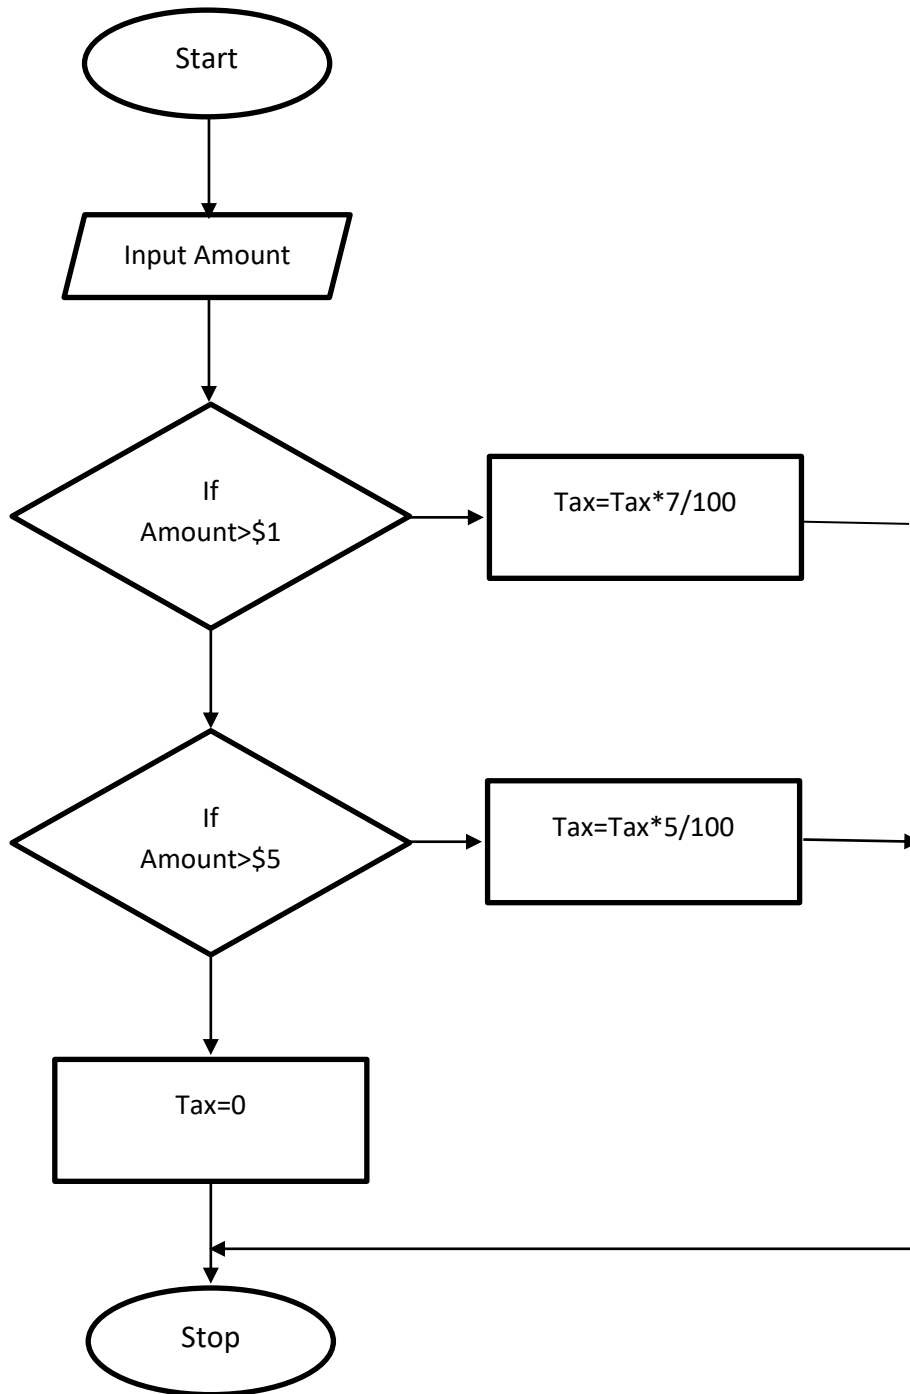 Start
Input Amount
If
Amount>$1
Tax=Tax*7/100
If
Amount>$5
Tax=Tax*5/100
Tax=0
Stop